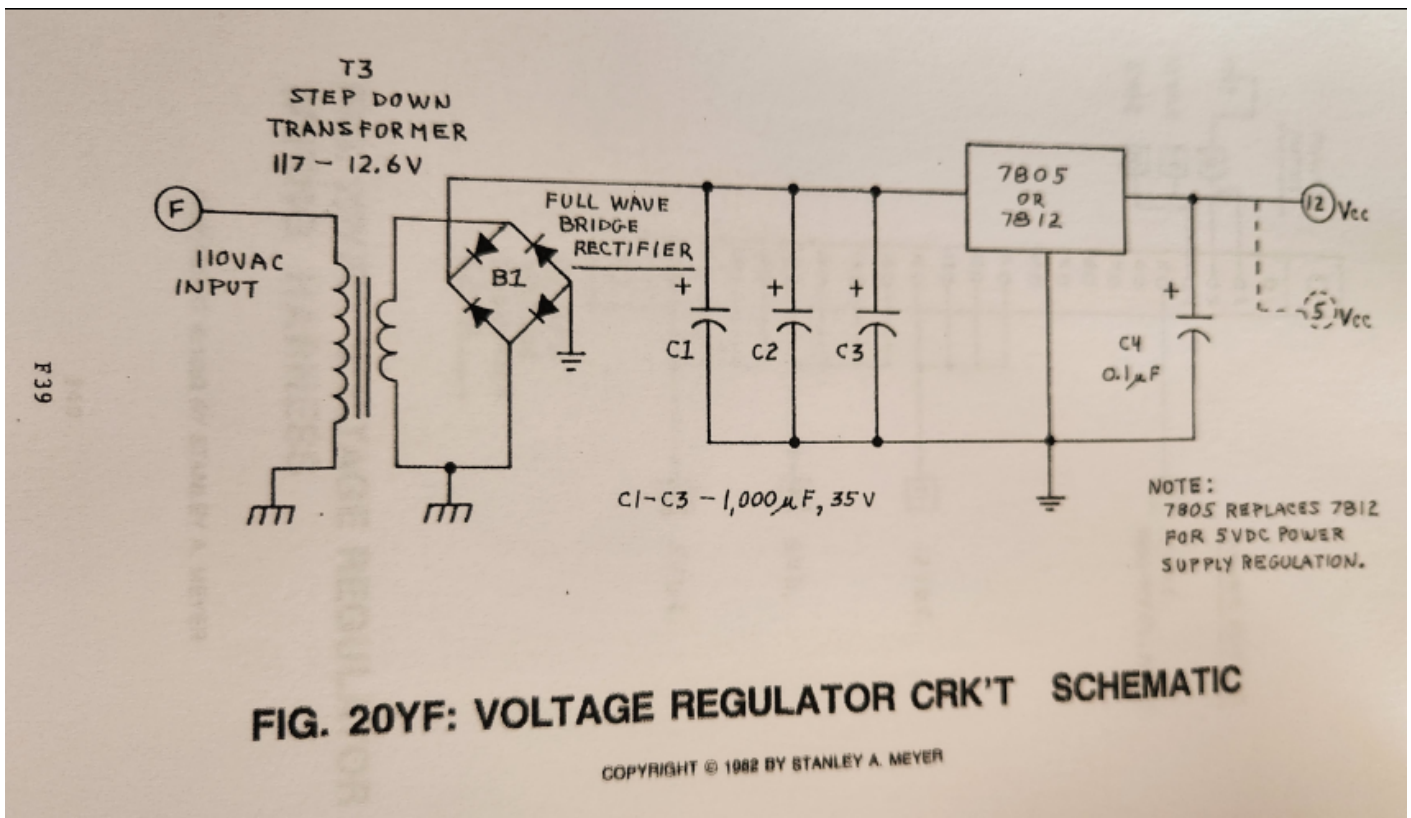 T3
STEP DOWN
TRANSFORMER
117 - 12.6V
F
110VAC
INPUT
FULL WAVE
BRIDGE
RECTIFIER
B1
7805
OR
7812
12 Vcc
5 Vcc
+
+
+
+
C1
C2
C3
C4
0.1µF
C1-C3 - 1,000µF, 35V
NOTE:
7805 REPLACES 7812
FOR 5VDC POWER
SUPPLY REGULATION.
F39
FIG. 20YF: VOLTAGE REGULATOR CRK'T SCHEMATIC
COPYRIGHT © 1982 BY STANLEY A. MEYER